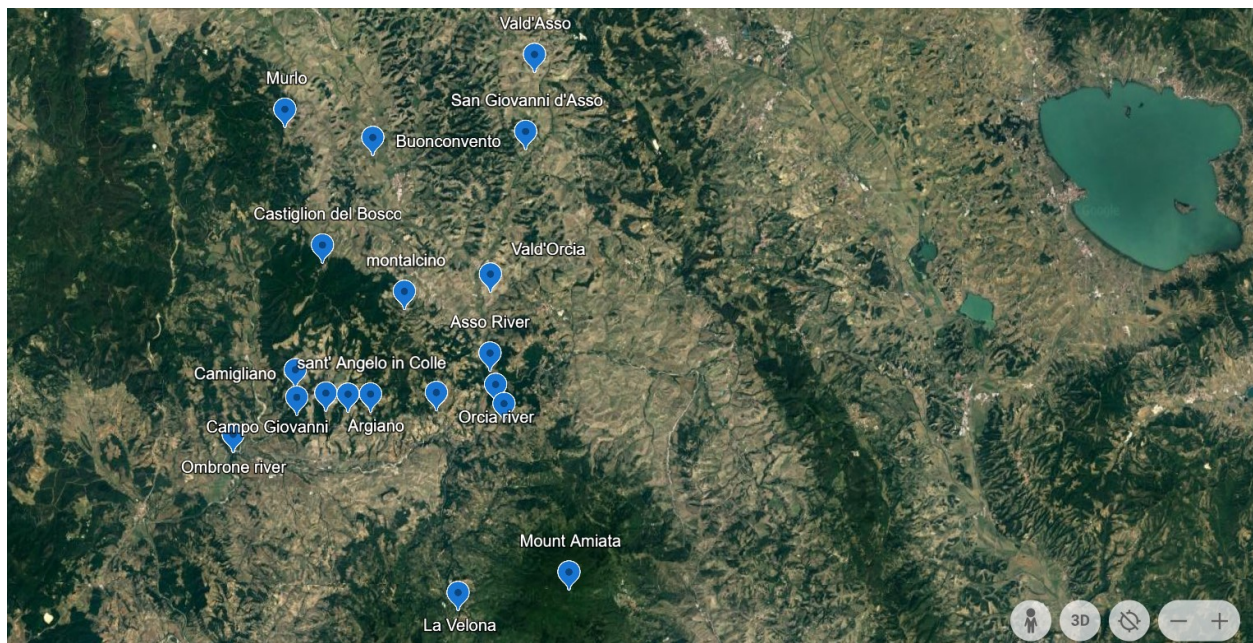 Vald'Asso
Murlo
San Giovanni d'Asso
Buonconvento
Castiglion del Bosco
Vald'Orcia
montalcino
Asso River
sant' Angelo in Colle
Camigliano
Orcia river
Campo Giovanni
Argiano
Ombrone river
Mount Amiata
La Velona
Google
3D